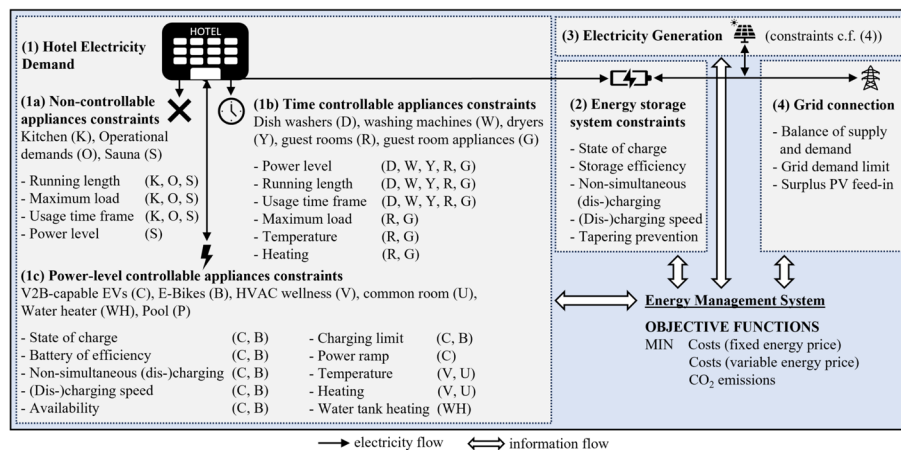 HOTEL
(1) Hotel Electricity
Demand
(1a) Non-controllable
appliances constraints
Kitchen (K), Operational
demands (O), Sauna (S)
- Running length (K, O, S)
- Maximum load (K, O, S)
- Usage time frame (K, O, S)
- Power level (S)
(1b) Time controllable appliances constraints
Dish washers (D), washing machines (W), dryers
(Y), guest rooms (R), guest room appliances (G)
- Power level (D, W, Y, R, G)
- Running length (D, W, Y, R, G)
- Usage time frame (D, W, Y, R, G)
- Maximum load (R, G)
- Temperature (R, G)
- Heating (R, G)
(1c) Power-level controllable appliances constraints
V2B-capable EVs (C), E-Bikes (B), HVAC wellness (V), common room (U),
Water heater (WH), Pool (P)
- State of charge (C, B)
- Battery of efficiency (C, B)
- Non-simultaneous (dis-)charging (C, B)
- (Dis-)charging speed (C, B)
- Availability (C, B)
- Charging limit (C, B)
- Power ramp (C)
- Temperature (V, U)
- Heating (V, U)
- Water tank heating (WH)
(3) Electricity Generation (constraints c.f. (4))
(2) Energy storage
system constraints
- State of charge
- Storage efficiency
- Non-simultaneous
(dis-)charging
- (Dis-)charging speed
- Tapering prevention
(4) Grid connection
- Balance of supply
and demand
- Grid demand limit
- Surplus PV feed-in
Energy Management System
OBJECTIVE FUNCTIONS
MIN Costs (fixed energy price)
Costs (variable energy price)
CO2 emissions
electricity flow
information flow